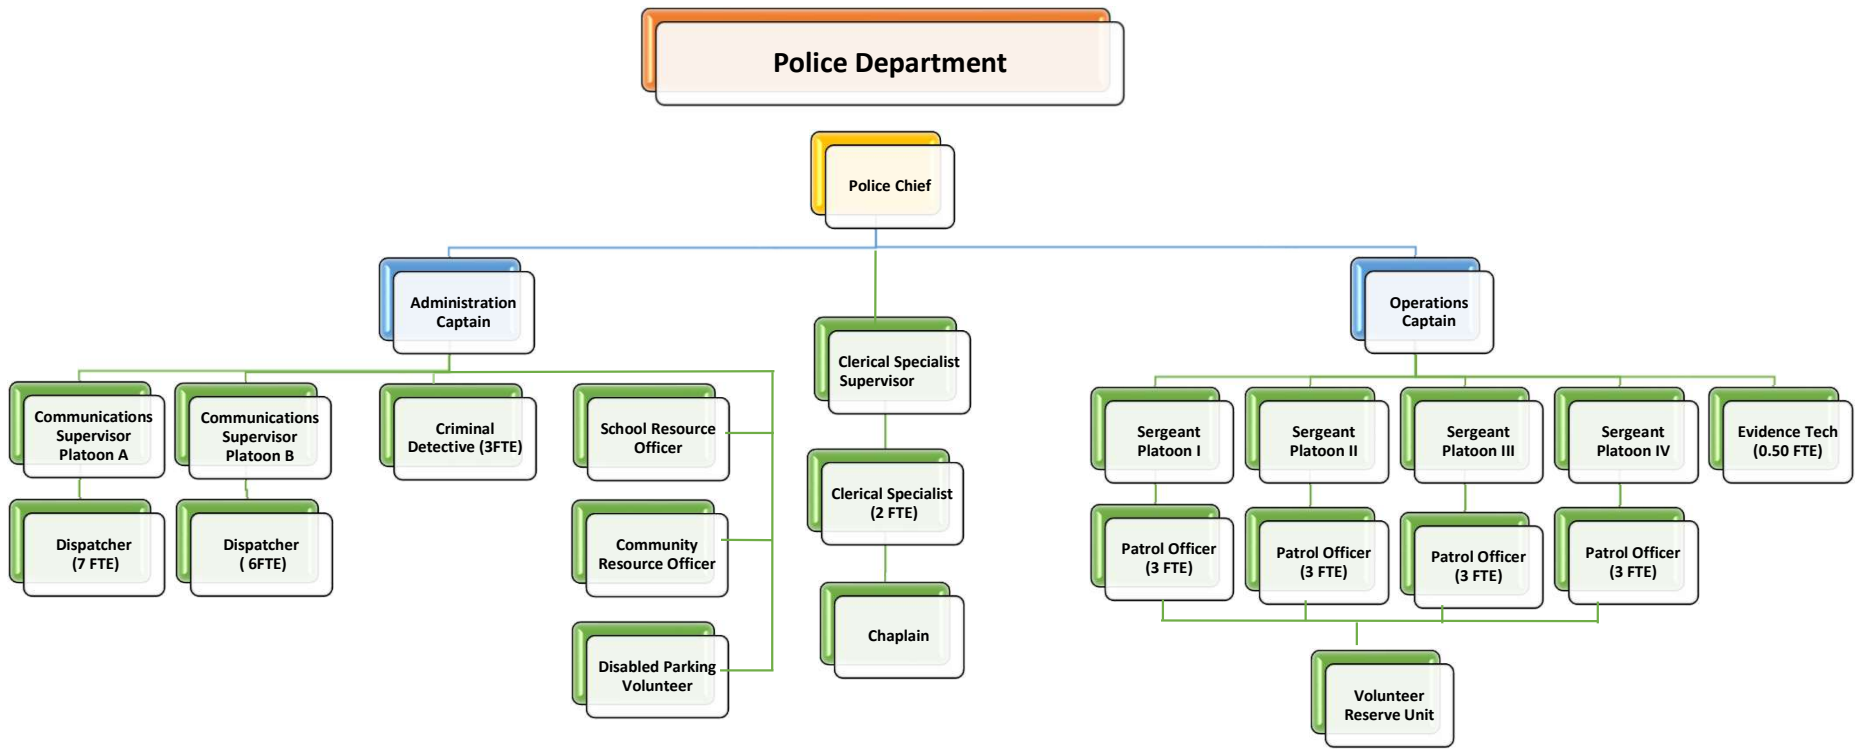 Police Department
Police Chief
Administration
Captain
Operations
Captain
Clerical Specialist
Supervisor
Communications
Supervisor
Platoon A
Communications
Supervisor
Platoon B
Criminal
Detective (3FTE)
School Resource
Officer
Sergeant
Platoon I
Sergeant
Platoon II
Sergeant
Platoon III
Sergeant
Platoon IV
Evidence Tech
(0.50 FTE)
Dispatcher
(7 FTE)
Dispatcher
( 6FTE)
Community
Resource Officer
Clerical Specialist
(2 FTE)
Patrol Officer
(3 FTE)
Patrol Officer
(3 FTE)
Patrol Officer
(3 FTE)
Patrol Officer
(3 FTE)
Disabled Parking
Volunteer
Chaplain
Volunteer
Reserve Unit